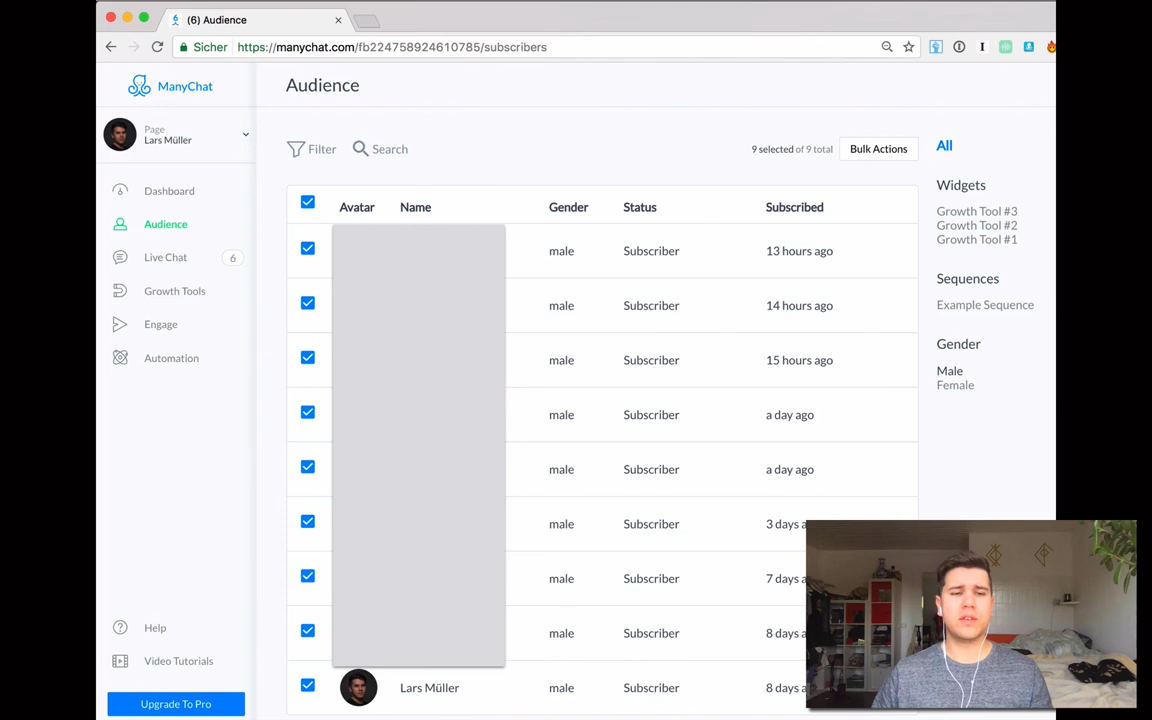 (6) Audience
Sicher
https://manychat.com/fb224758924610785/subscribers
ManyChat
Audience
Page
Lars Müller
Filter
Search
9 selected of 9 total
Bulk Actions
All
Dashboard
Audience
Live Chat
6
Growth Tools
Engage
Automation
Widgets
Growth Tool #3
Growth Tool #2
Growth Tool #1
Sequences
Example Sequence
Gender
Male
Female
Avatar Name Gender Status Subscribed
male Subscriber 13 hours ago
male Subscriber 14 hours ago
male Subscriber 15 hours ago
male Subscriber a day ago
male Subscriber a day ago
male Subscriber 3 days
male Subscriber 7 days
male Subscriber 8 days
Lars Müller male Subscriber 8 days
Help
Video Tutorials
Upgrade To Pro